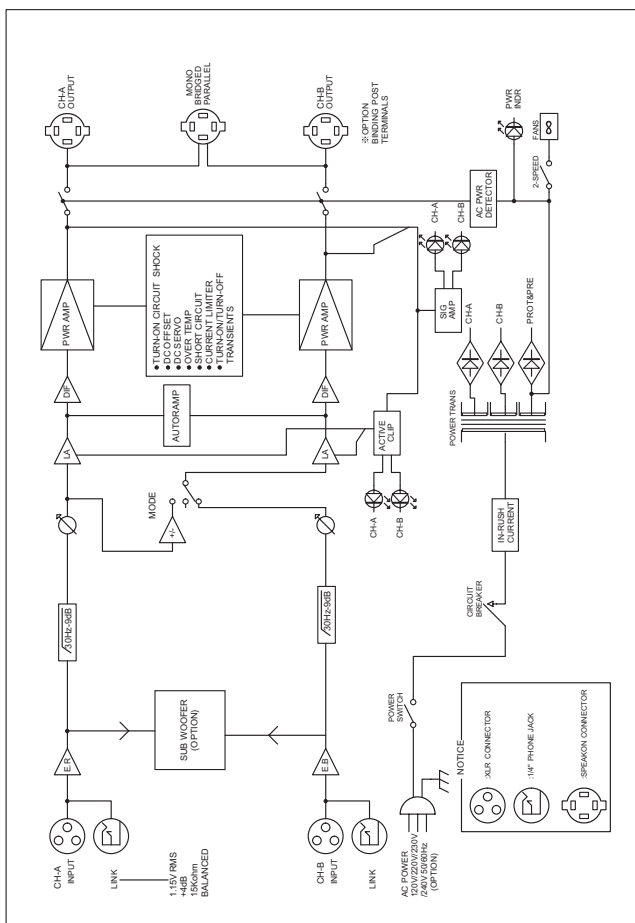 CH-A
INPUT
LINK
1.15V RMS
+4dB
15Kohm
BALANCED
E.R
30Hz-9dB
SUB WOOFER
(OPTION)
CH-B
INPUT
LINK
E.B
30Hz-9dB
MODE
+/-
LA
AUTORAMP
LA
DIF
DIF
PWR AMP
PWR AMP
• TURN-ON CIRCUIT SHOCK
• DC OFFSET
• DC SERVO
• OVER TEMP
• SHORT CIRCUIT
• CURRENT LIMITER
• TURN-ON/TURN-OFF
TRANSIENTS
CH-A
OUTPUT
MONO
BRIDGED
PARALLEL
CH-B
OUTPUT
※OPTION
BINDING POST
TERMINALS
ACTIVE
CLIP
CH-A
CH-B
SIG
AMP
CH-A
CH-B
AC PWR
DETECTOR
PWR
INDR
FANS
2-SPEED
CH-A
CH-B
PROT&PRE
POWER TRANS
IN-RUSH
CURRENT
CIRCUIT
BREAKER
POWER
SWITCH
AC POWER
120V/220V/230V
/240V 50/60Hz
(OPTION)
NOTICE
:XLR CONNECTOR
:1/4" PHONE JACK
:SPEAKON CONNECTOR